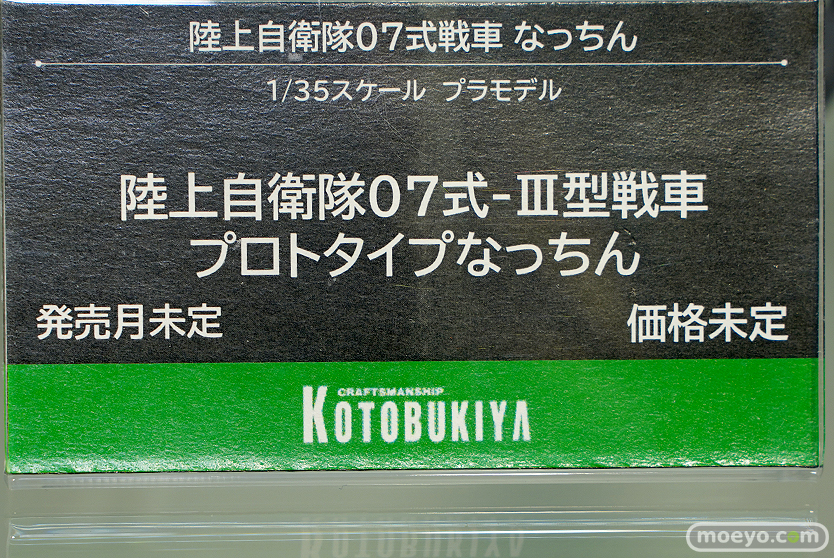 陸上自衛隊07式戦車 なっちん
1/35スケール プラモデル
陸上自衛隊07式-Ⅲ型戦車
プロトタイプなっちん
発売月未定
価格未定
CRAFTSMANSHIP
KOTOBUKIYA
KOTOBUKIYA
moeyo.com